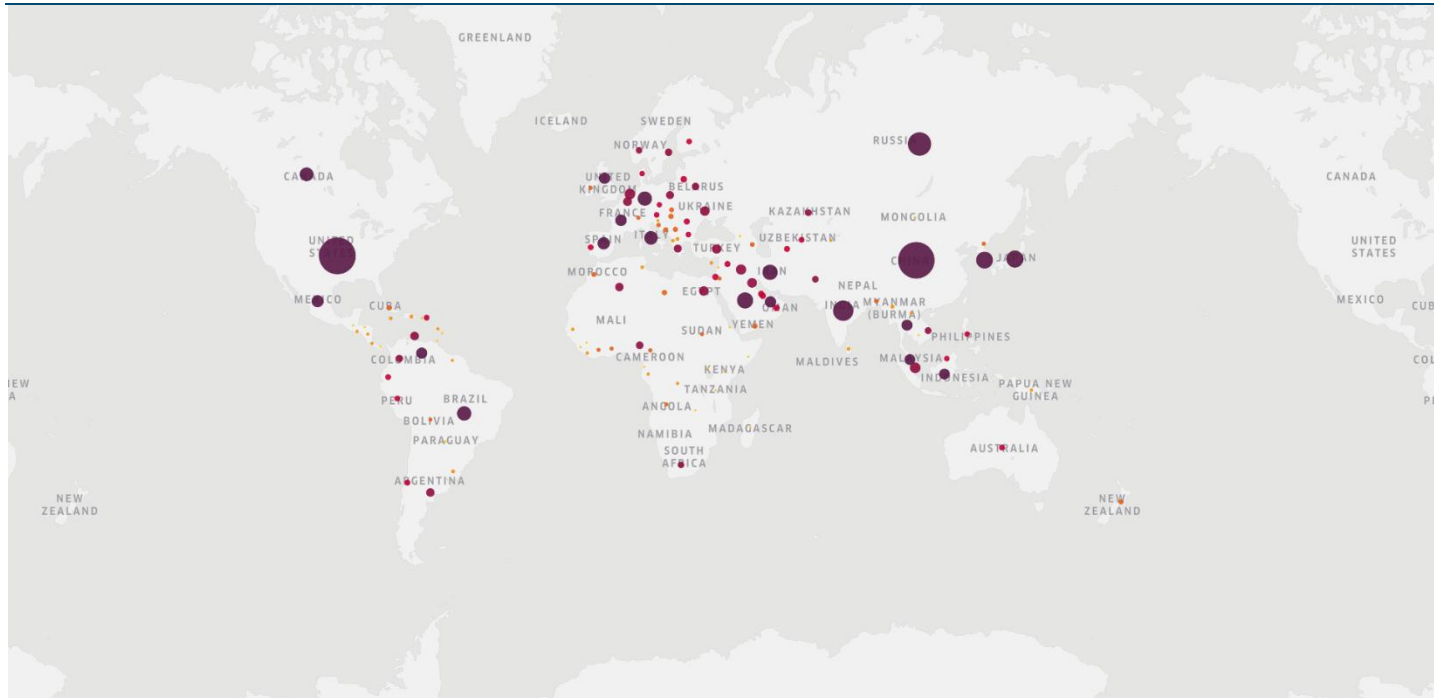 GREENLAND
ICELAND
SWEDEN
NORWAY
RUSSIA
CANADA
CANADA
UNITED
KINGDOM
BELARUS
UKRAINE
KAZAKHSTAN
MONGOLIA
FRANCE
UNITED
STATES
SPAIN
ITALY
TURKEY
UZBEKISTAN
CHINA
JAPAN
UNITED
STATES
MOROCCO
IRAN
NEPAL
MEXICO
CUBA
EGYPT
OMAN
INDIA
MYANMAR
(BURMA)
MEXICO
CUB
MALI
SUDAN
YEMEN
PHILIPPINES
COLOMBIA
CAMEROON
MALDIVES
MALAYSIA
COL
KENYA
INDONESIA
NEW
A
PERU
BRAZIL
TANZANIA
PAPUA NEW
GUINEA
BOLIVIA
ANGOLA
PARAGUAY
NAMIBIA
MADAGASCAR
SOUTH
AFRICA
AUSTRALIA
ARGENTINA
NEW
ZEALAND
NEW
ZEALAND